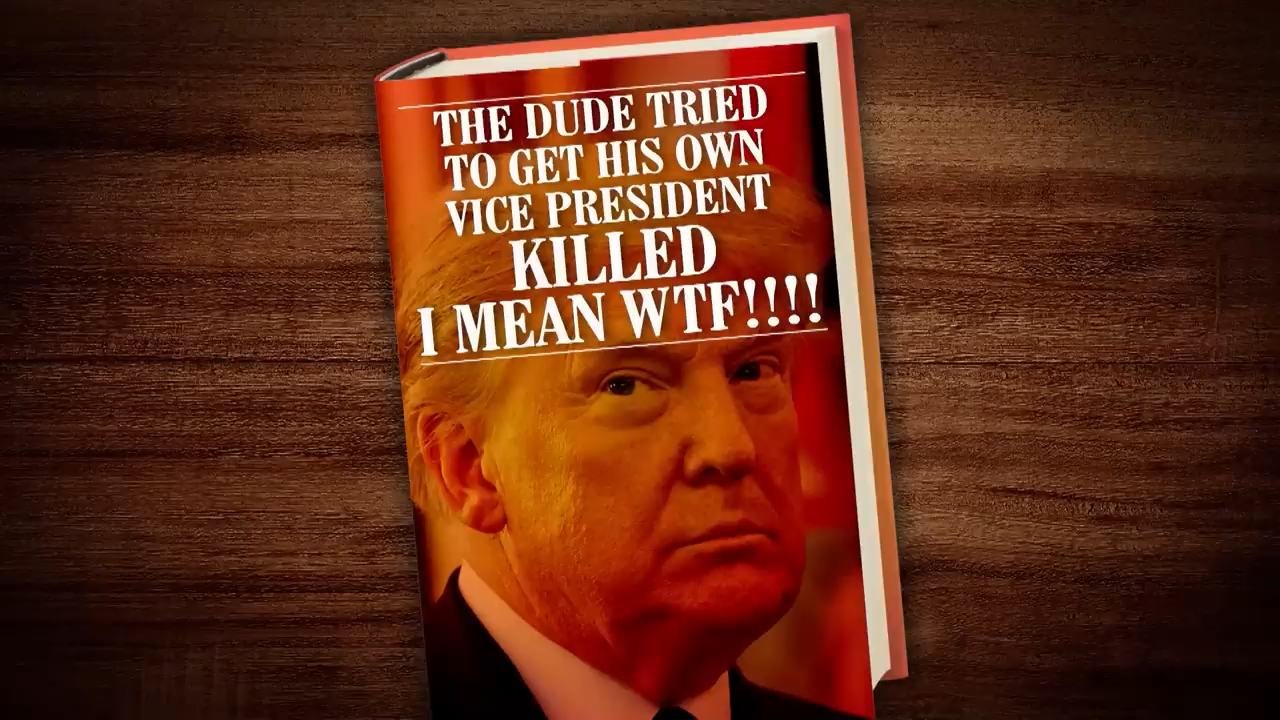 THE DUDE TRIED
TO GET HIS OWN
VICE PRESIDENT
KILLED
I MEAN WTF!!!!